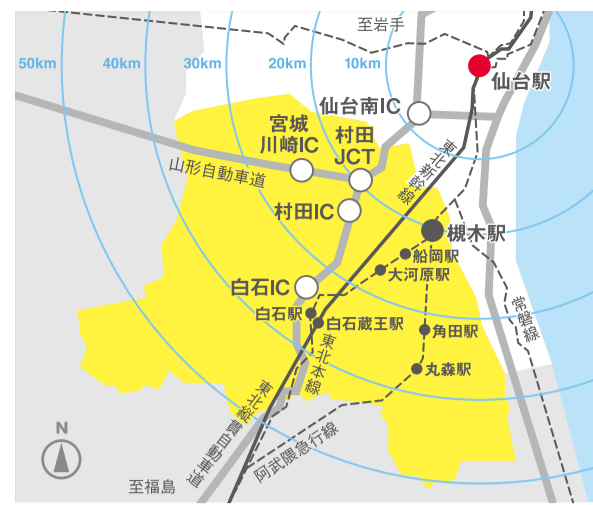 至岩手
50km
40km
30km
20km
10km
仙台駅
仙台南IC
宮城
川崎IC
村田
JCT
山形自動車道
東北新幹線
村田IC
槻木駅
船岡駅
大河原駅
白石IC
白石駅
白石蔵王駅
常磐線
角田駅
東北本線
丸森駅
東北縦貫自動車道
阿武隈急行線
N
至福島